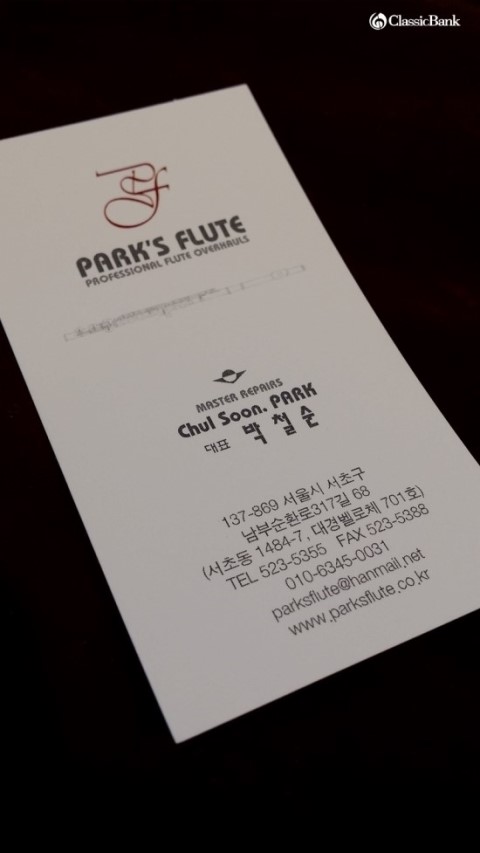 ClassicBank
PARK'S FLUTE
PROFESSIONAL FLUTE OVERHAULS
MASTER REPAIRS
Chul Soon. PARK
대표 박철순
137-869 서울시 서초구
남부순환로317길 68
(서초동 1484-7, 대경벨로체 701호)
TEL 523-5355 FAX 523-5388
010-6345-0031
parksflute@hanmail.net
www.parksflute.co.kr